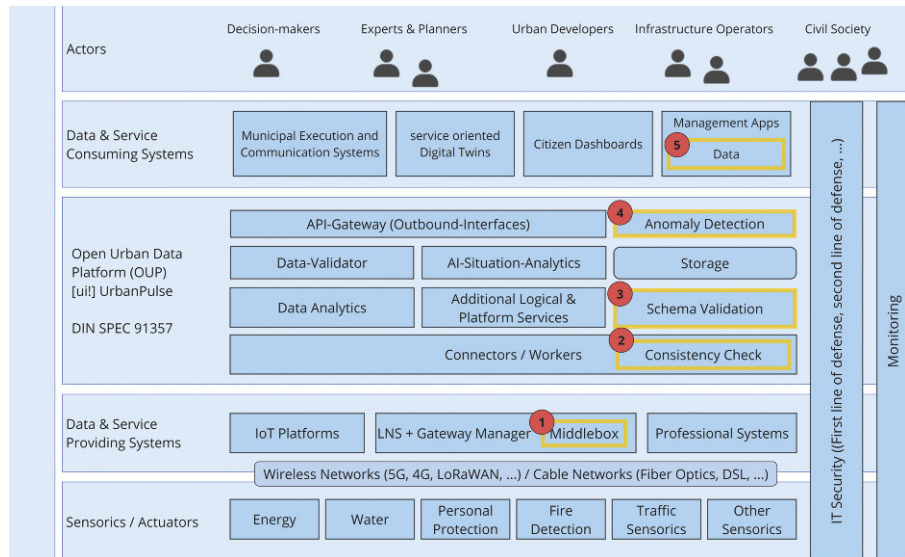 Decision-makers
Experts & Planners
Urban Developers
Infrastructure Operators
Civil Society
Actors
Data & Service
Consuming Systems
Municipal Execution and
Communication Systems
service oriented
Digital Twins
Citizen Dashboards
Management Apps
5
Data
Open Urban Data
Platform (OUP)
[ui!] UrbanPulse
DIN SPEC 91357
API-Gateway (Outbound-Interfaces)
4
Anomaly Detection
Data-Validator
AI-Situation-Analytics
Storage
Data Analytics
Additional Logical &
Platform Services
3
Schema Validation
Connectors / Workers
2
Consistency Check
Data & Service
Providing Systems
IoT Platforms
LNS + Gateway Manager
1
Middlebox
Professional Systems
Wireless Networks (5G, 4G, LoRaWAN, ...) / Cable Networks (Fiber Optics, DSL, ...)
Sensorics / Actuators
Energy
Water
Personal
Protection
Fire
Detection
Traffic
Sensorics
Other
Sensorics
IT Security ((First line of defense, second line of defense, ...)
Monitoring